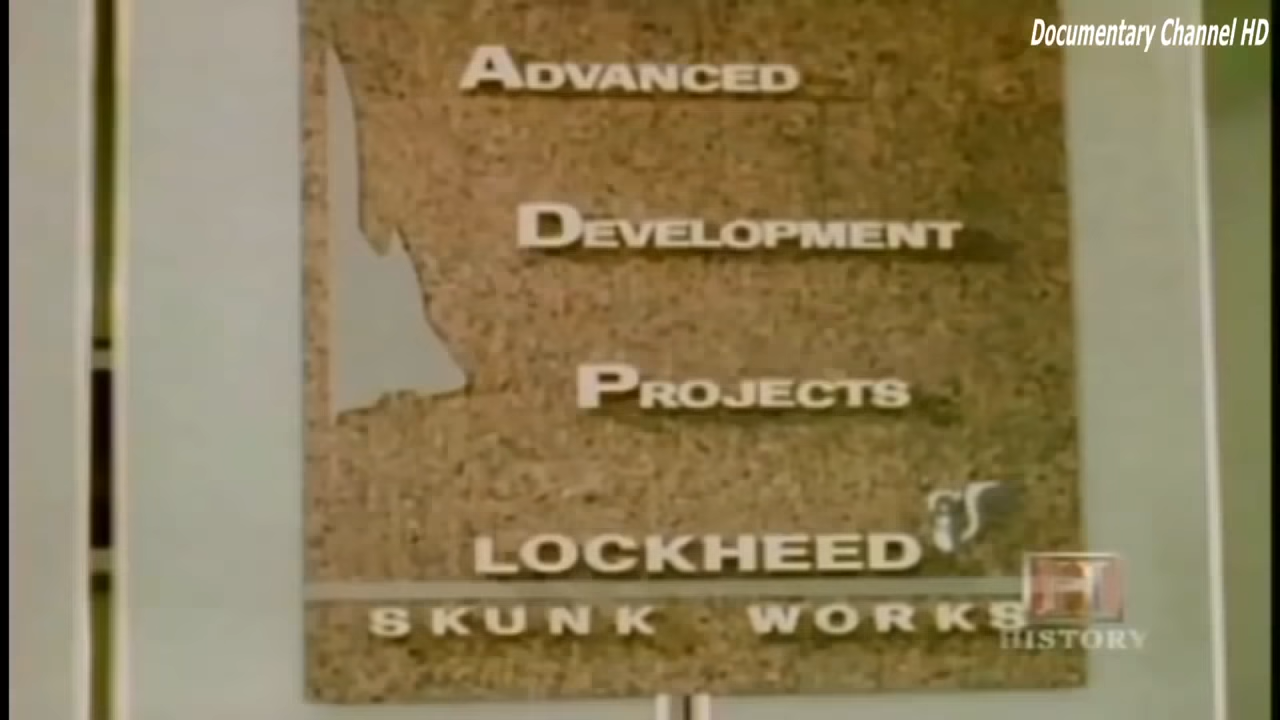 Documentary Channel HD
ADVANCED
DEVELOPMENT
PROJECTS
LOCKHEED
SKUNK WORKS
H
HISTORY